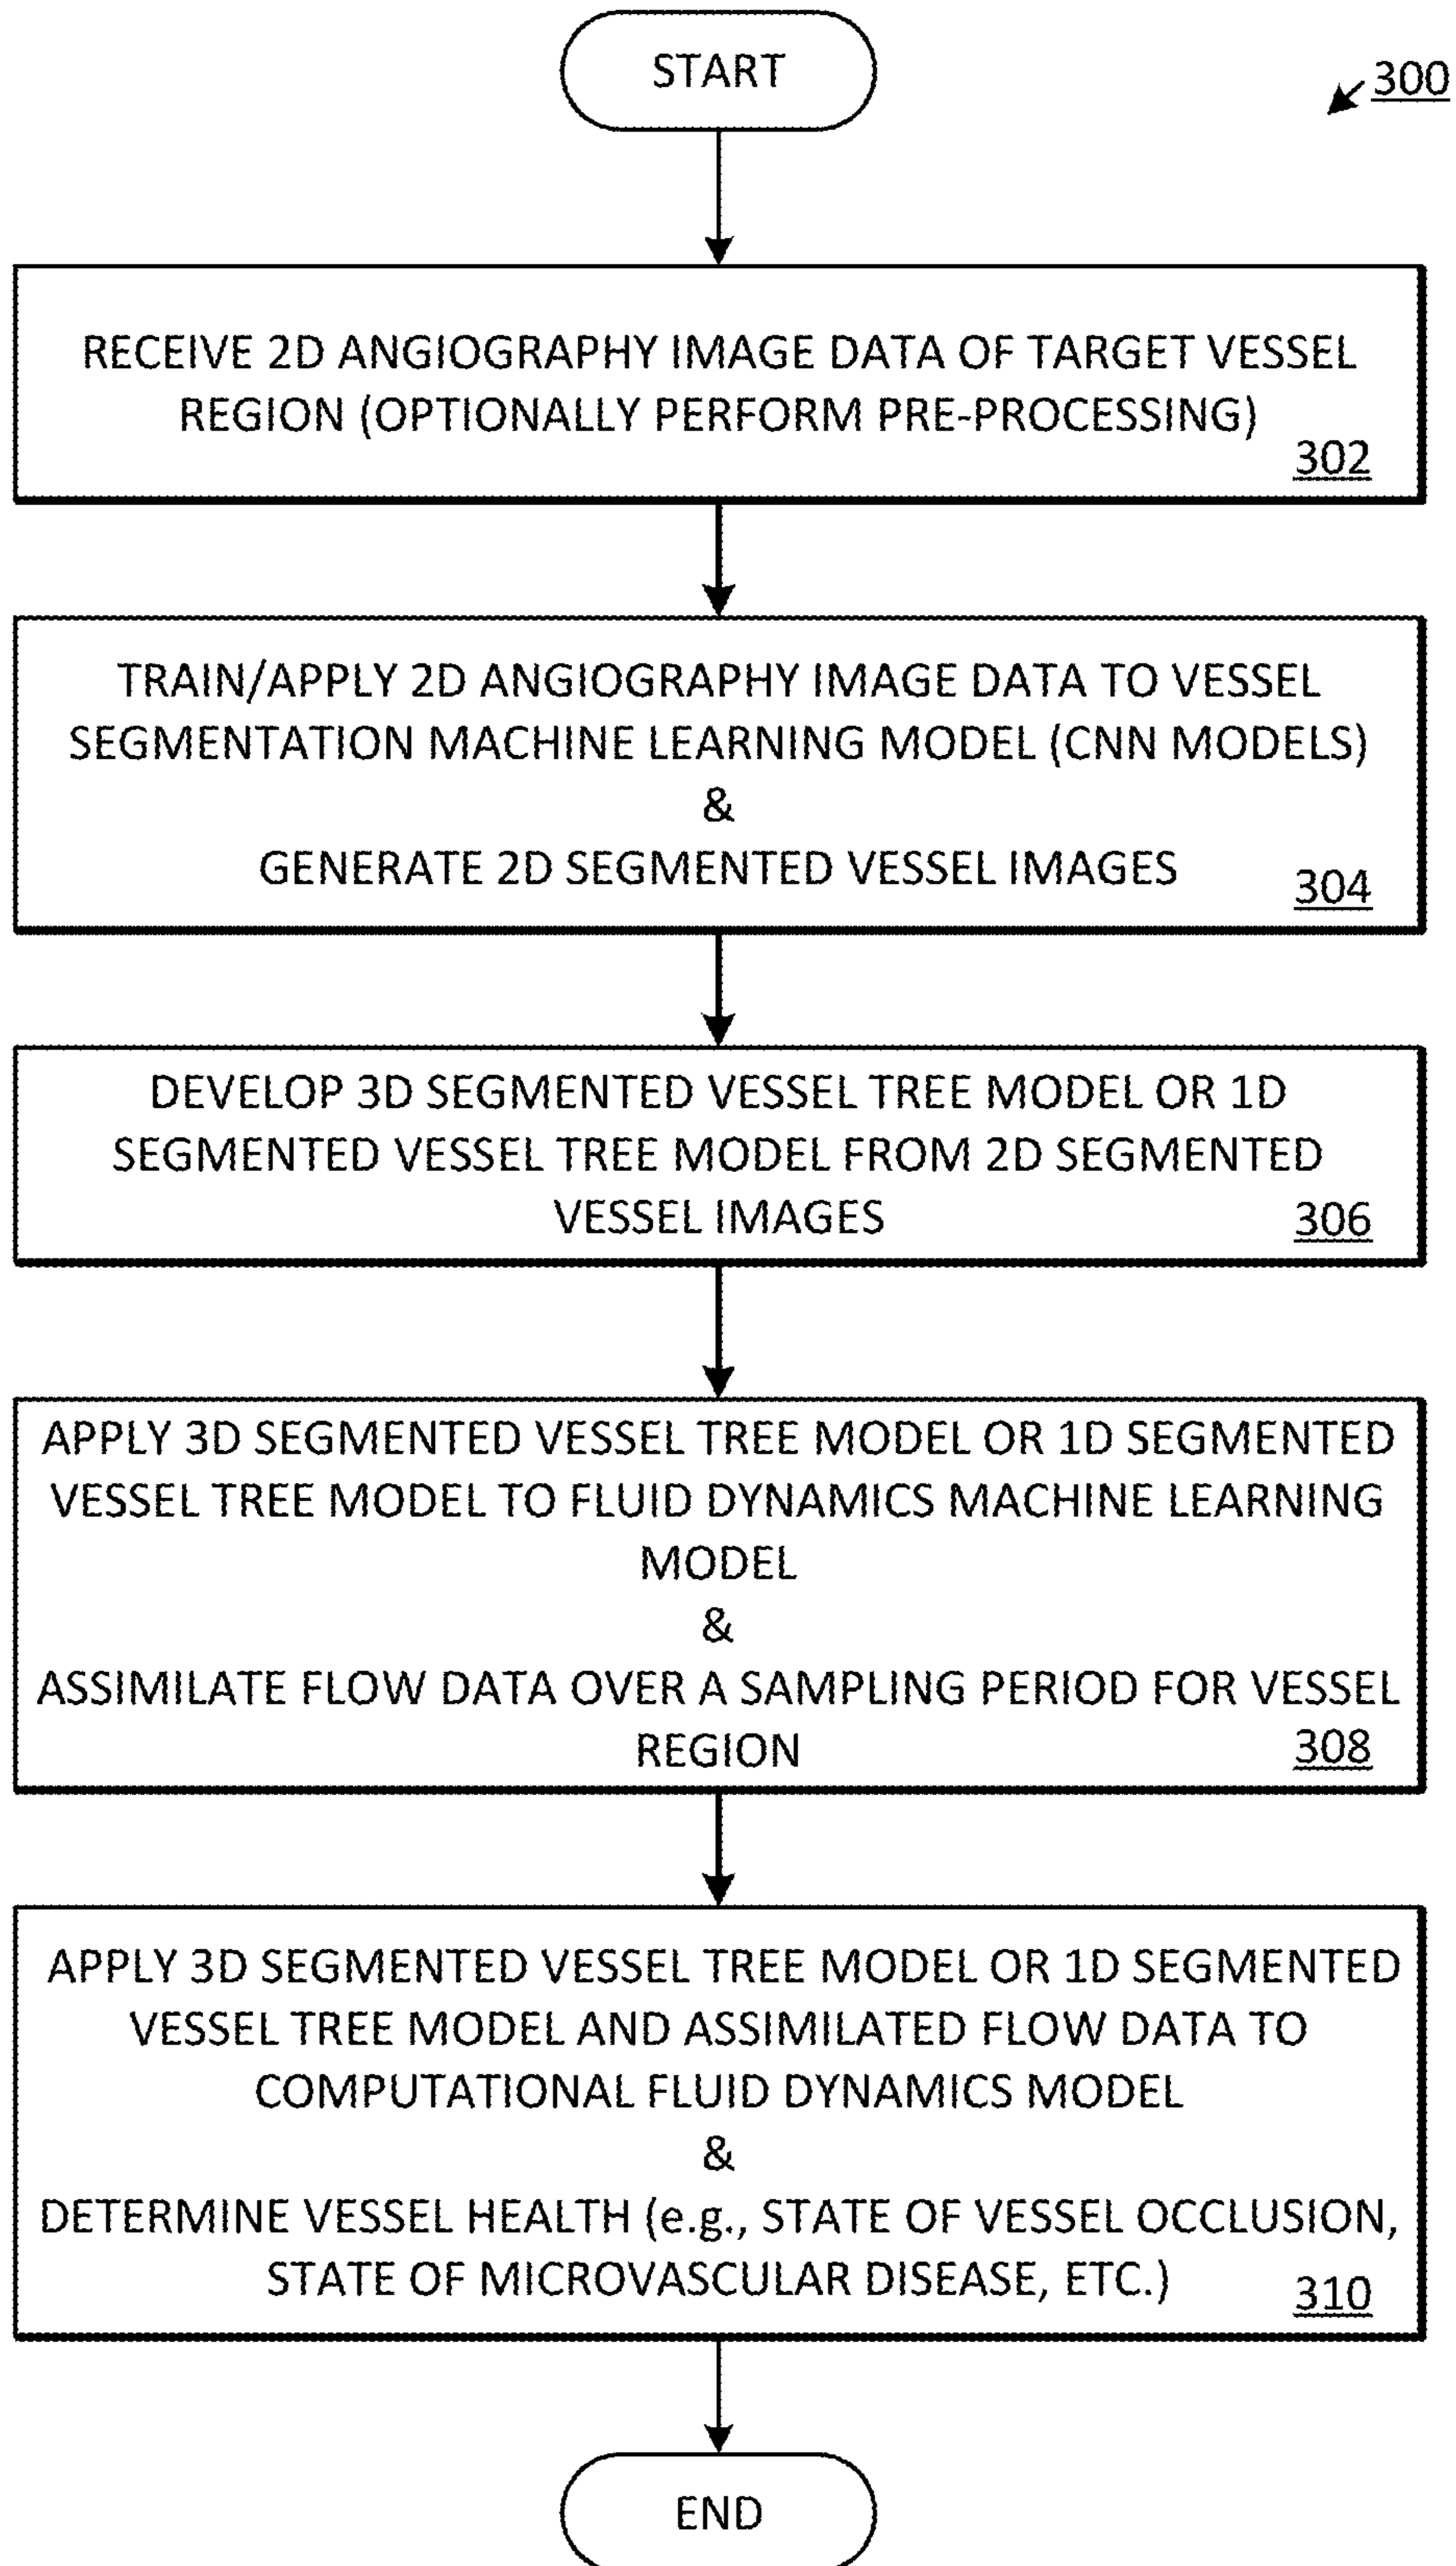 START
300
RECEIVE 2D ANGIOGRAPHY IMAGE DATA OF TARGET VESSEL
REGION (OPTIONALLY PERFORM PRE-PROCESSING)
302
TRAIN/APPLY 2D ANGIOGRAPHY IMAGE DATA TO VESSEL
SEGMENTATION MACHINE LEARNING MODEL (CNN MODELS)
&
GENERATE 2D SEGMENTED VESSEL IMAGES
304
DEVELOP 3D SEGMENTED VESSEL TREE MODEL OR 1D
SEGMENTED VESSEL TREE MODEL FROM 2D SEGMENTED
VESSEL IMAGES
306
APPLY 3D SEGMENTED VESSEL TREE MODEL OR 1D SEGMENTED
VESSEL TREE MODEL TO FLUID DYNAMICS MACHINE LEARNING
MODEL
&
ASSIMILATE FLOW DATA OVER A SAMPLING PERIOD FOR VESSEL
REGION
308
APPLY 3D SEGMENTED VESSEL TREE MODEL OR 1D SEGMENTED
VESSEL TREE MODEL AND ASSIMILATED FLOW DATA TO
COMPUTATIONAL FLUID DYNAMICS MODEL
&
DETERMINE VESSEL HEALTH (e.g., STATE OF VESSEL OCCLUSION,
STATE OF MICROVASCULAR DISEASE, ETC.)
310
END